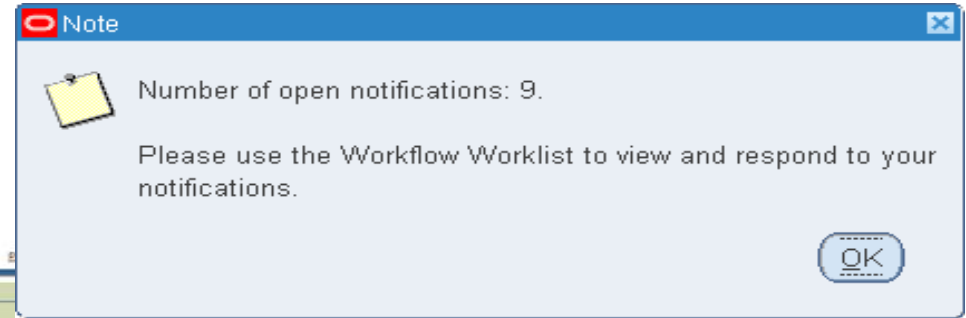 Note
Number of open notifications: 9.
Please use the Workflow Worklist to view and respond to your
notifications.
OK